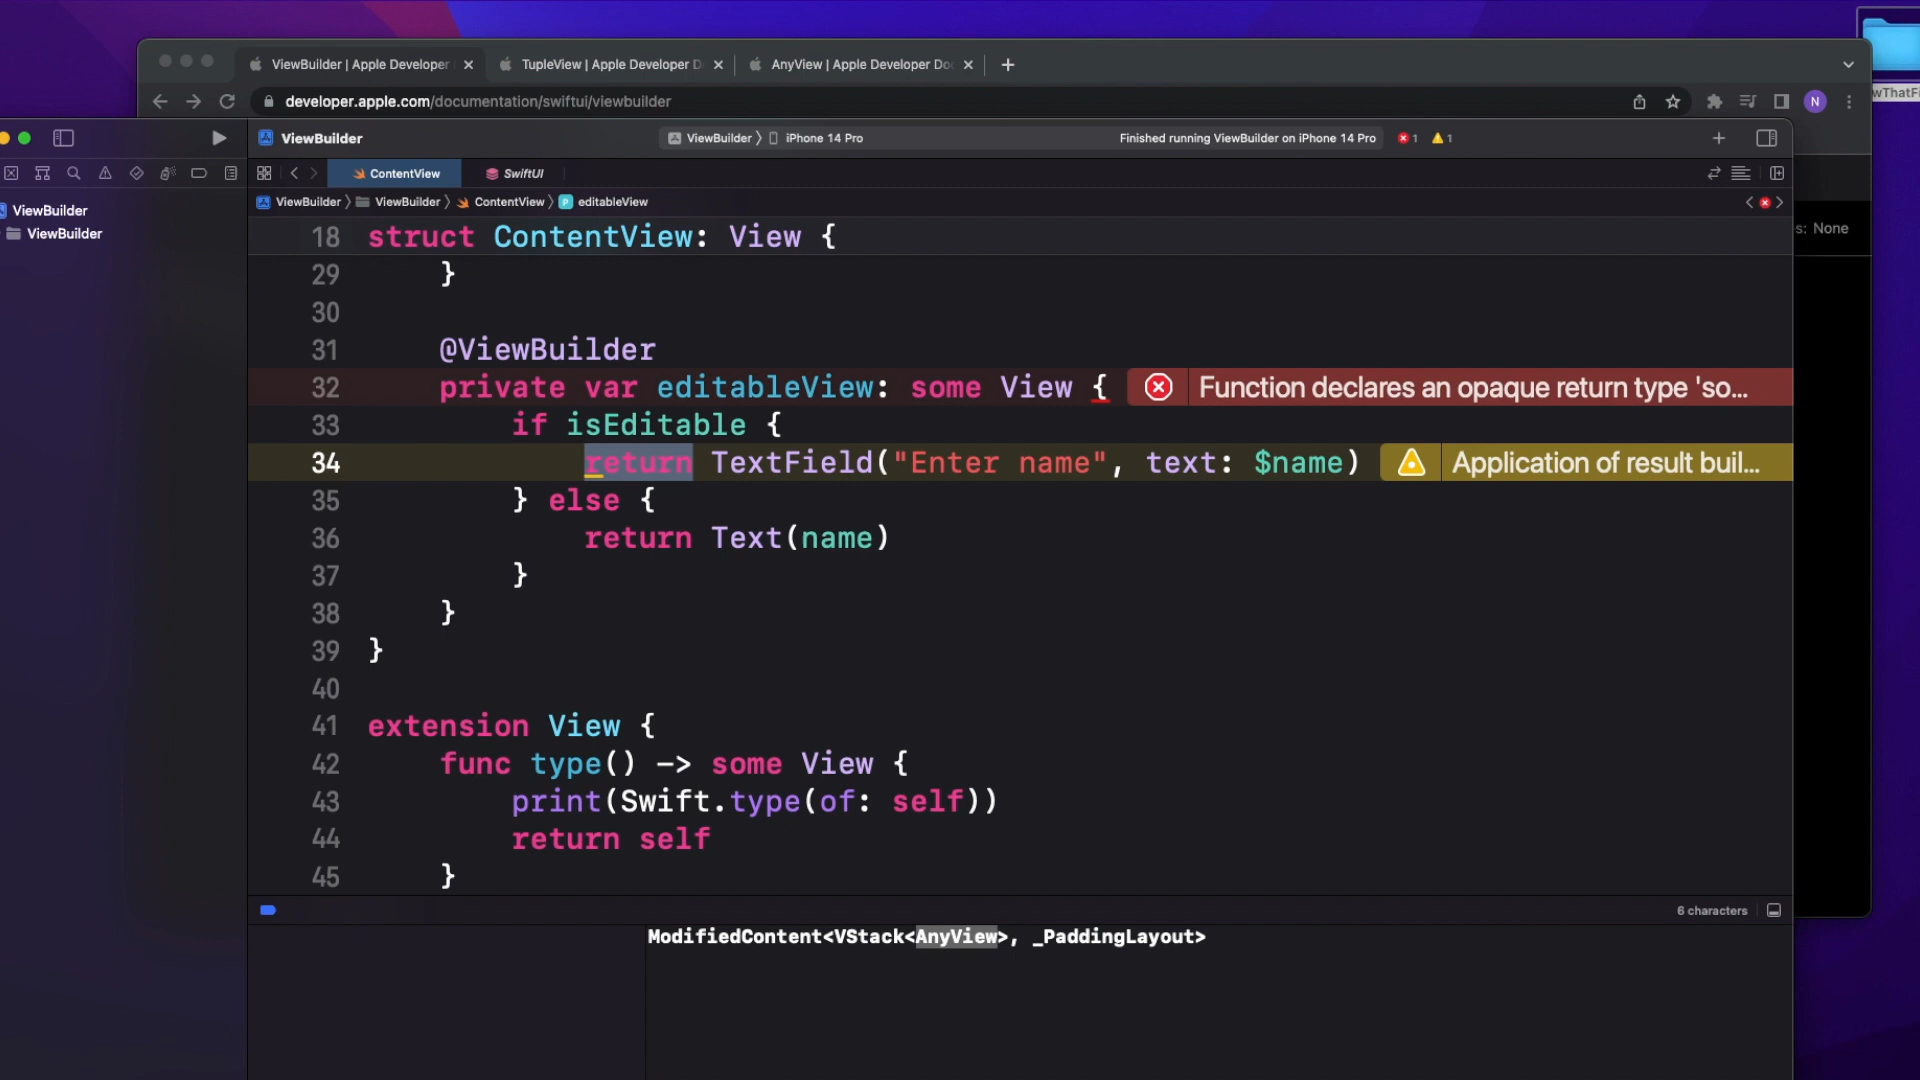 ViewBuilder | Apple Developer
TupleView | Apple Developer D
AnyView | Apple Developer Doc
developer.apple.com/documentation/swiftui/viewbuilder
N
wThatFi
ViewBuilder
ViewBuilder
iPhone 14 Pro
Finished running ViewBuilder on iPhone 14 Pro
1
1
ContentView
SwiftUI
ViewBuilder
ViewBuilder
ContentView
P
editableView
ViewBuilder
ViewBuilder
s: None
18 struct ContentView: View {
29 }
30
31 @ViewBuilder
32 private var editableView: some View {
Function declares an opaque return type 'so...
33 if isEditable {
34 return TextField("Enter name", text: $name)
Application of result buil...
35 } else {
36 return Text(name)
37 }
38 }
39 }
40
41 extension View {
42 func type() -> some View {
43 print(Swift.type(of: self))
44 return self
45 }
6 characters
ModifiedContent<VStack<AnyView>, _PaddingLayout>